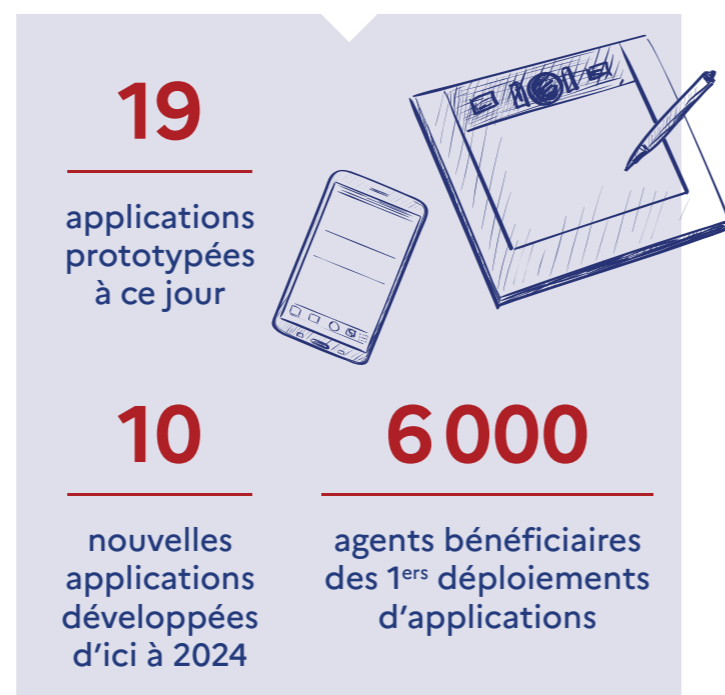 19
applications
prototypées
à ce jour
10
nouvelles
applications
développées
d'ici à 2024
6 000
agents bénéficiaires
des 1ers déploiements
d'applications